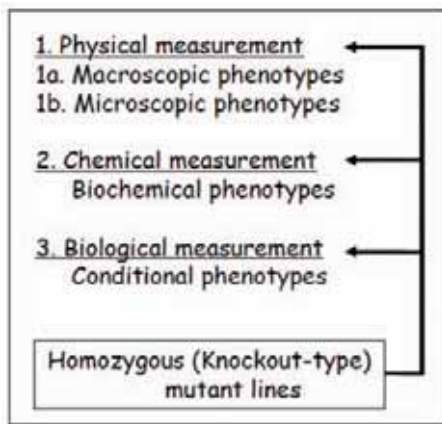 1. Physical measurement
1a. Macroscopic phenotypes
1b. Microscopic phenotypes
2. Chemical measurement
Biochemical phenotypes
3. Biological measurement
Conditional phenotypes
Homozygous (Knockout-type)
mutant lines